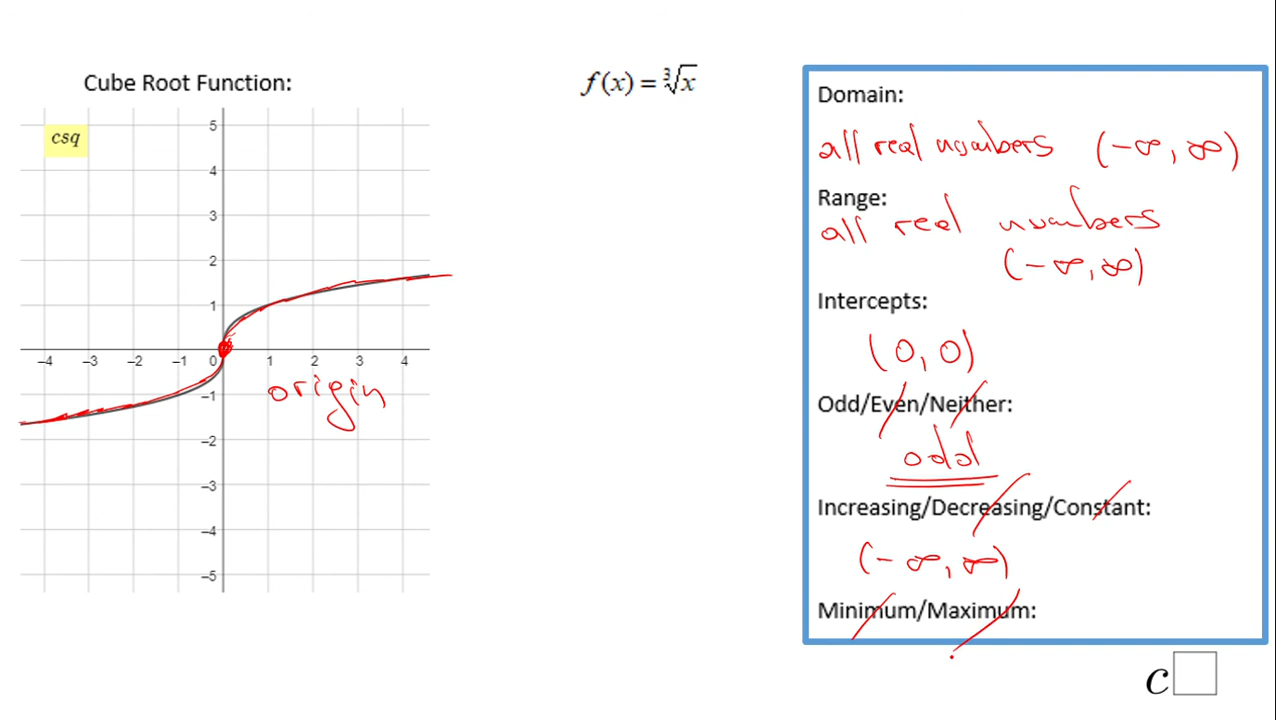 Cube Root Function:
f(x) = ∛x
csq
5
4
3
2
1
−4 −3 −2 −1 0 1 2 3 4
−1
−2
−3
−4
−5
origin
Domain:
all real numbers (−∞, ∞)
Range:
all real numbers
(−∞, ∞)
Intercepts:
(0, 0)
Odd/Even/Neither:
odd
Increasing/Decreasing/Constant:
(−∞, ∞)
Minimum/Maximum:
c